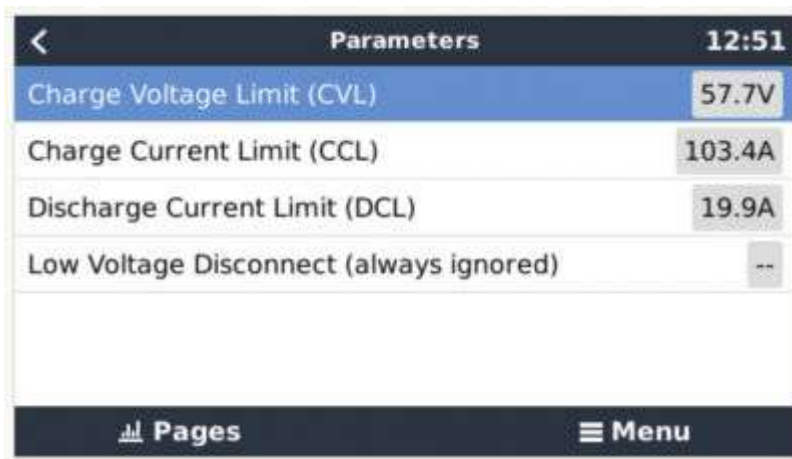 Parameters 12:51
Charge Voltage Limit (CVL) 57.7V
Charge Current Limit (CCL) 103.4A
Discharge Current Limit (DCL) 19.9A
Low Voltage Disconnect (always ignored) --
Pages Menu